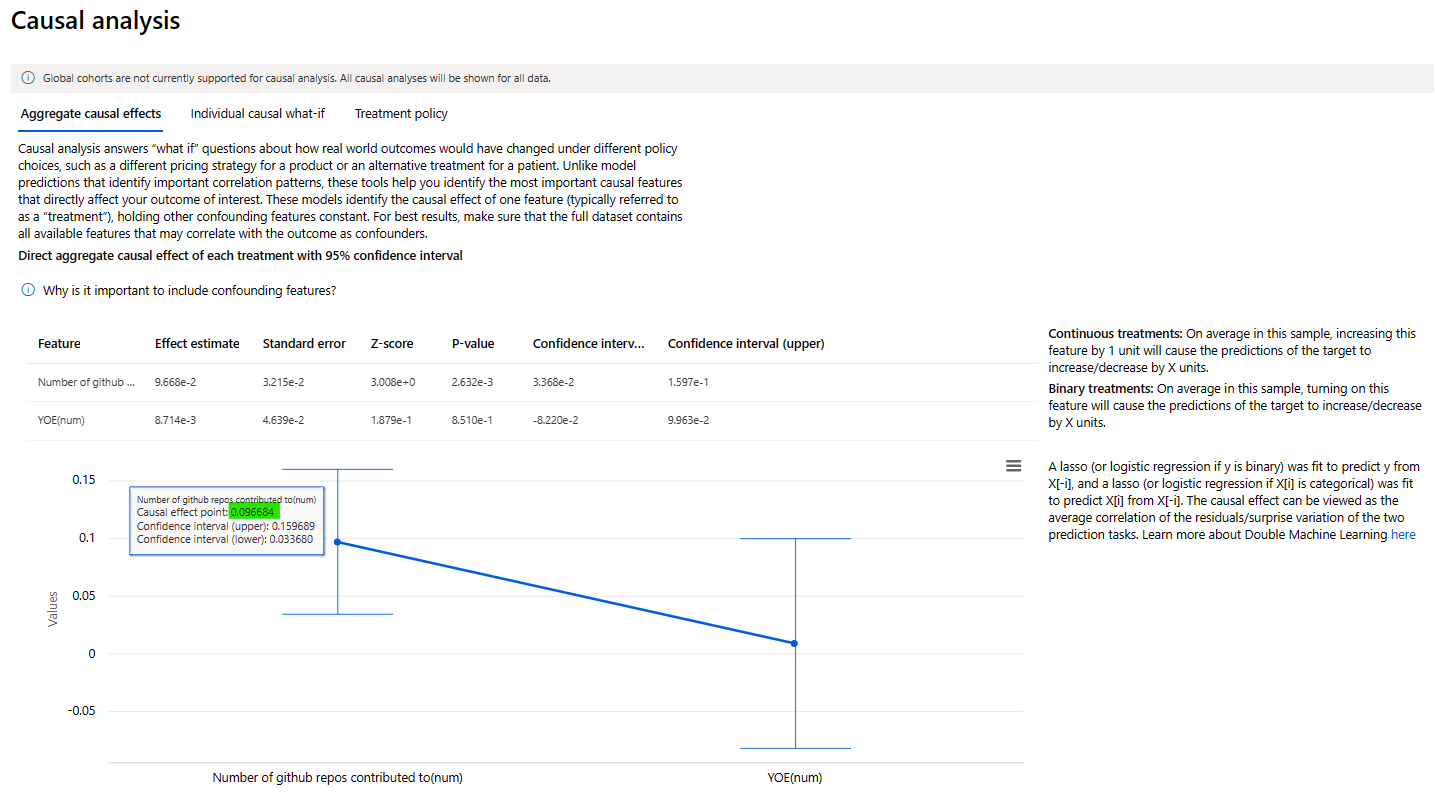 Causal analysis
Global cohorts are not currently supported for causal analysis. All causal analyses will be shown for all data.
Aggregate causal effects Individual causal what-if Treatment policy
Causal analysis answers “what if” questions about how real world outcomes would have changed under different policy
choices, such as a different pricing strategy for a product or an alternative treatment for a patient. Unlike model
predictions that identify important correlation patterns, these tools help you identify the most important causal features
that directly affect your outcome of interest. These models identify the causal effect of one feature (typically referred to
as a “treatment”), holding other confounding features constant. For best results, make sure that the full dataset contains
all available features that may correlate with the outcome as confounders.
Direct aggregate causal effect of each treatment with 95% confidence interval
Why is it important to include confounding features?
Feature Effect estimate Standard error Z-score P-value Confidence interv... Confidence interval (upper)
Number of github ... 9.668e-2 3.215e-2 3.008e+0 2.632e-3 3.368e-2 1.597e-1
YOE(num) 8.714e-3 4.639e-2 1.879e-1 8.510e-1 -8.220e-2 9.963e-2
Continuous treatments: On average in this sample, increasing this
feature by 1 unit will cause the predictions of the target to
increase/decrease by X units.
Binary treatments: On average in this sample, turning on this
feature will cause the predictions of the target to increase/decrease
by X units.
A lasso (or logistic regression if y is binary) was fit to predict y from
X[-i], and a lasso (or logistic regression if X[i] is categorical) was fit
to predict X[i] from X[-i]. The causal effect can be viewed as the
average correlation of the residuals/surprise variation of the two
prediction tasks. Learn more about Double Machine Learning here
0.15
0.1
0.05
0
-0.05
Values
Number of github repos contributed to(num)
Causal effect point: 0.096684
Confidence interval (upper): 0.159689
Confidence interval (lower): 0.033680
Number of github repos contributed to(num) YOE(num)